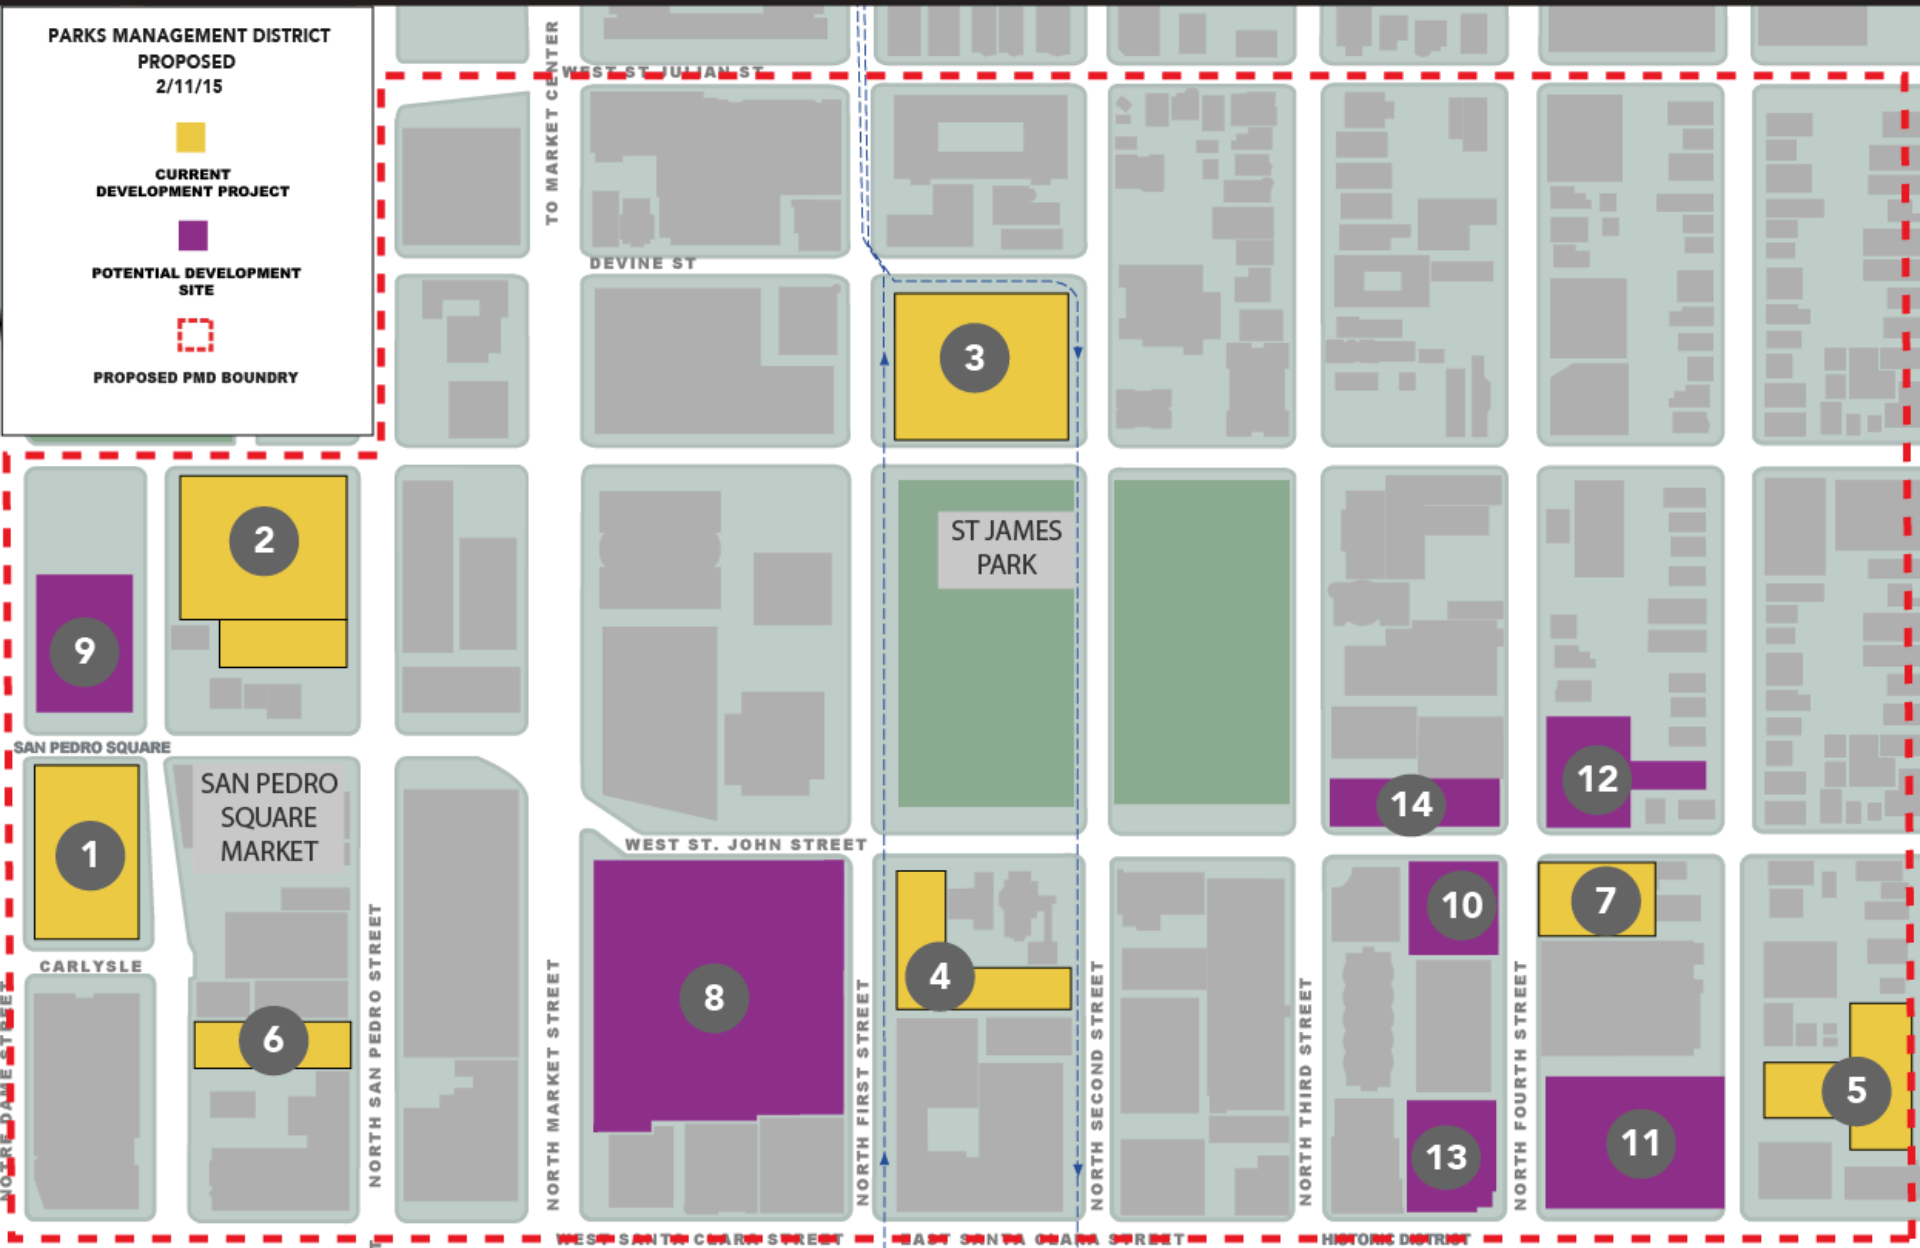 PARKS MANAGEMENT DISTRICT
PROPOSED
2/11/15
CURRENT
DEVELOPMENT PROJECT
POTENTIAL DEVELOPMENT
SITE
PROPOSED PMD BOUNDRY
WEST ST JULIAN ST
TO MARKET CENTER
DEVINE ST
3
2
ST JAMES
PARK
9
SAN PEDRO SQUARE
SAN PEDRO
SQUARE
MARKET
12
14
1
WEST ST. JOHN STREET
10
7
CARLYSLE
4
8
6
5
11
13
NOTRE DAME STREET
NORTH SAN PEDRO STREET
NORTH MARKET STREET
NORTH FIRST STREET
NORTH SECOND STREET
NORTH THIRD STREET
NORTH FOURTH STREET
WEST SANTA CLARA STREET
EAST SANTA CLARA STREET
HISTORIC DISTRICT
T